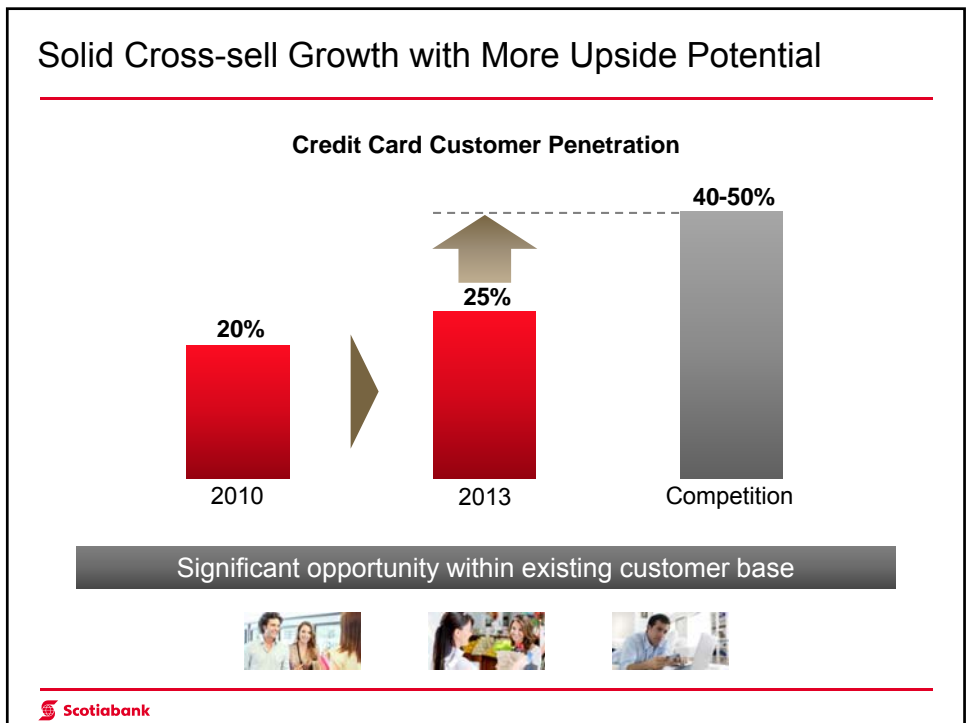 Solid Cross-sell Growth with More Upside Potential
Credit Card Customer Penetration
40-50%
25%
20%
2010
2013
Competition
Significant opportunity within existing customer base
Scotiabank